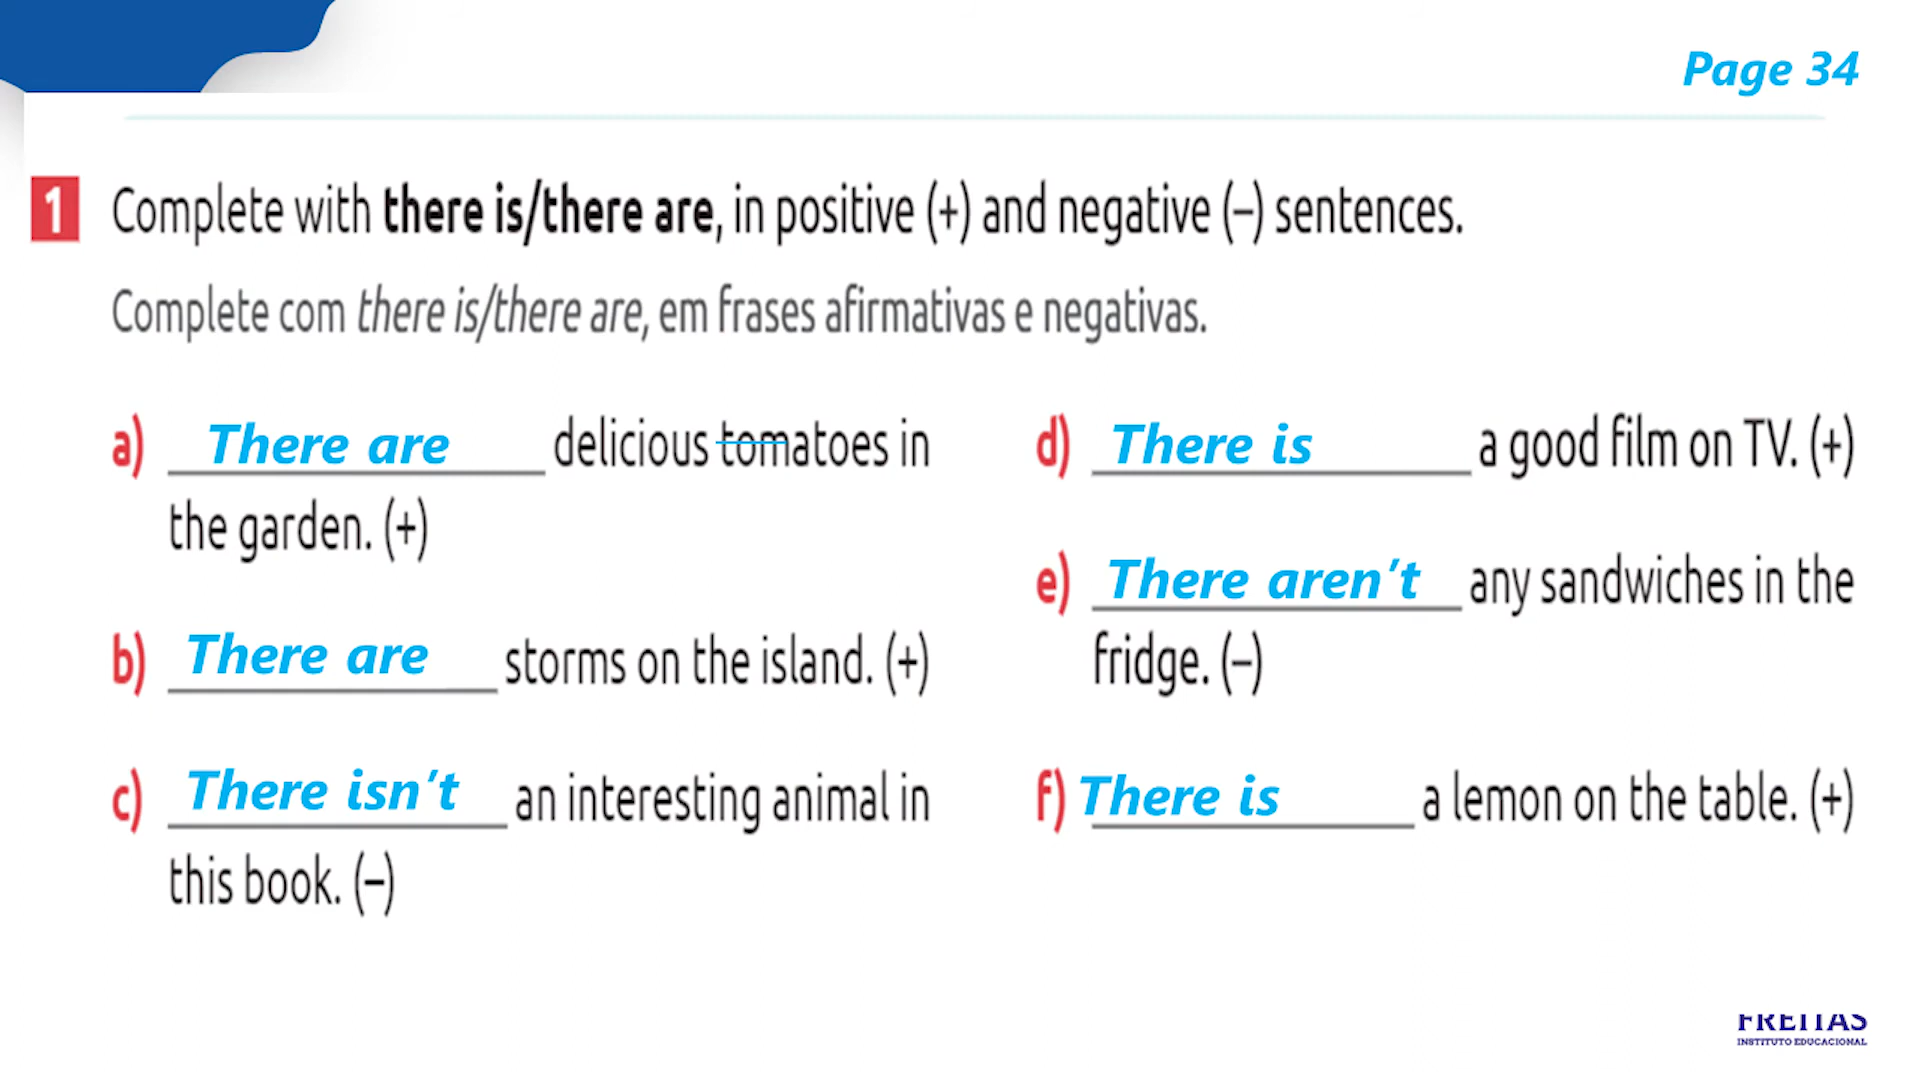 Page 34
1 Complete with there is/there are, in positive (+) and negative (–) sentences.
Complete com there is/there are, em frases afirmativas e negativas.
a) There are delicious tomatoes in
the garden. (+)
b) There are storms on the island. (+)
c) There isn't an interesting animal in
this book. (–)
d) There is a good film on TV. (+)
e) There aren't any sandwiches in the
fridge. (–)
f) There is a lemon on the table. (+)
FREITAS
INSTITUTO EDUCACIONAL